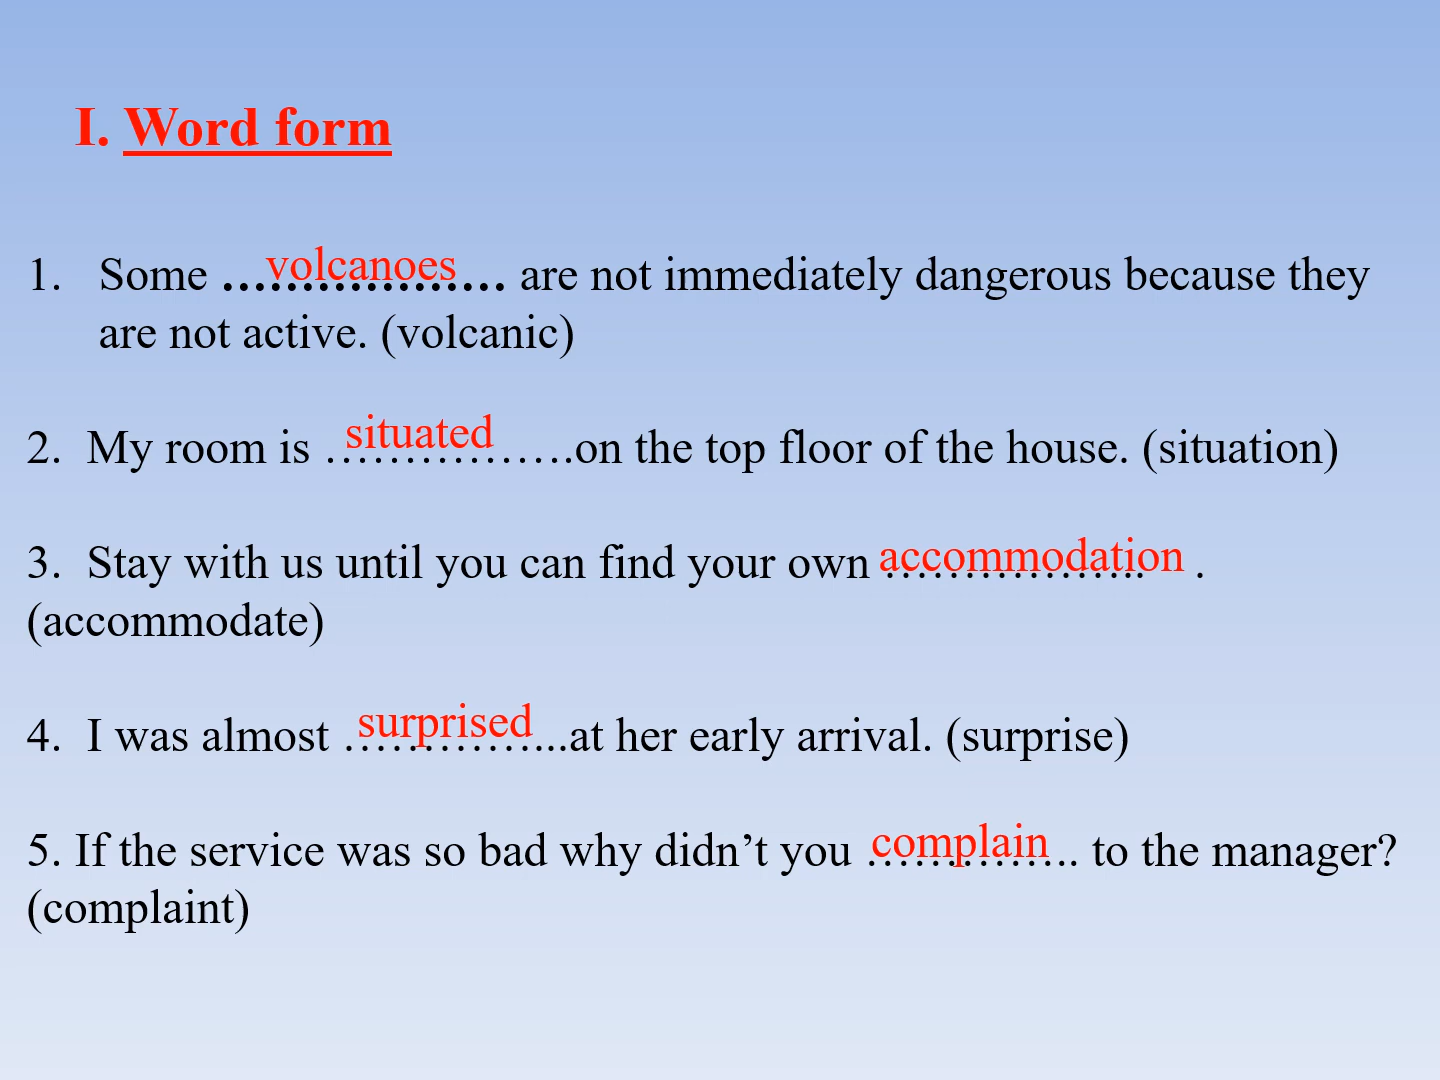 I. Word form
1. Some ……volcanoes………… are not immediately dangerous because they
are not active. (volcanic)
2. My room is …situated………….on the top floor of the house. (situation)
3. Stay with us until you can find your own accommodation…………….. .
(accommodate)
4. I was almost …surprised………...at her early arrival. (surprise)
5. If the service was so bad why didn’t you complain………….. to the manager?
(complaint)